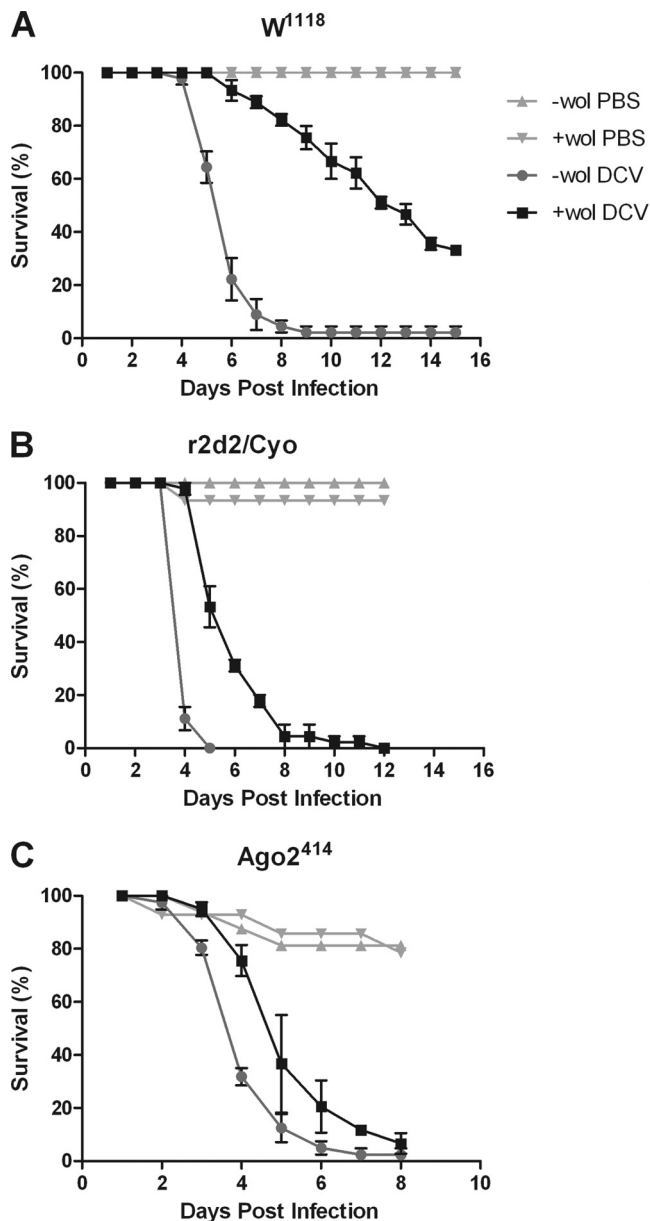 A
W1118
100
80
60
40
20
0
Survival (%)
0 2 4 6 8 10 12 14 16
Days Post Infection
-wol PBS
+wol PBS
-wol DCV
+wol DCV
B
r2d2/Cyo
100
80
60
40
20
0
Survival (%)
0 2 4 6 8 10 12 14 16
Days Post Infection
C
Ago2414
100
80
60
40
20
0
Survival (%)
0 2 4 6 8 10
Days Post Infection